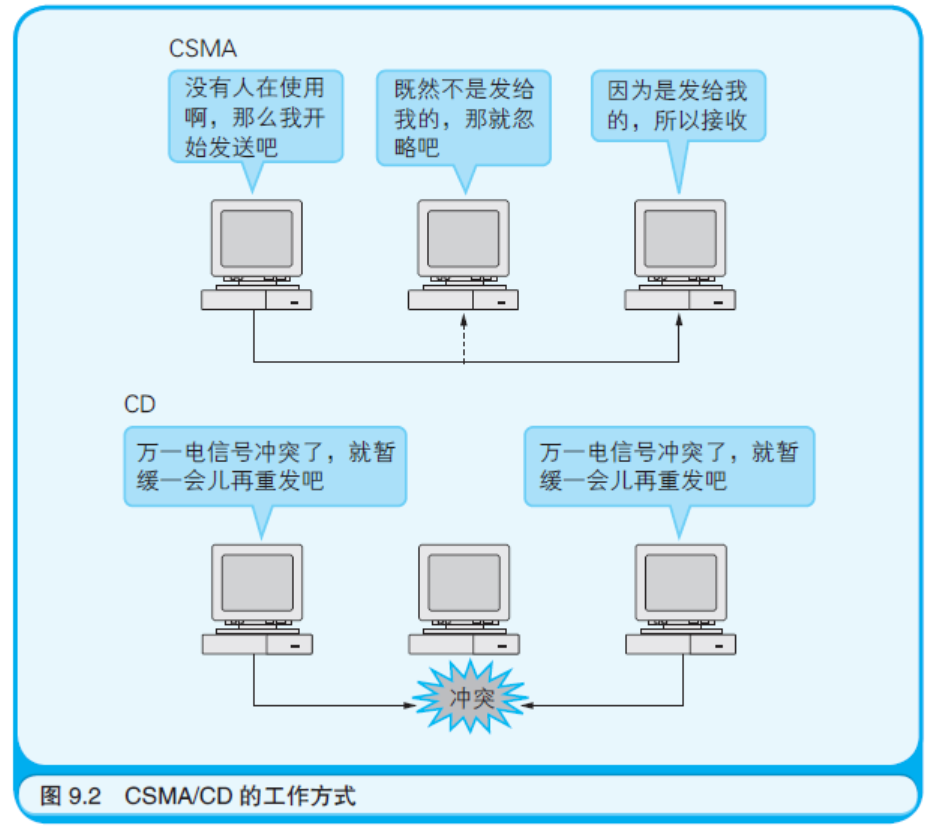 CSMA
没有人在使用
啊，那么我开
始发送吧
既然不是发给
我的，那就忽
略吧
因为是发给我
的，所以接收
CD
万一电信号冲突了，就暂
缓一会儿再重发吧
万一电信号冲突了，就暂
缓一会儿再重发吧
冲突
图 9.2 CSMA/CD 的工作方式